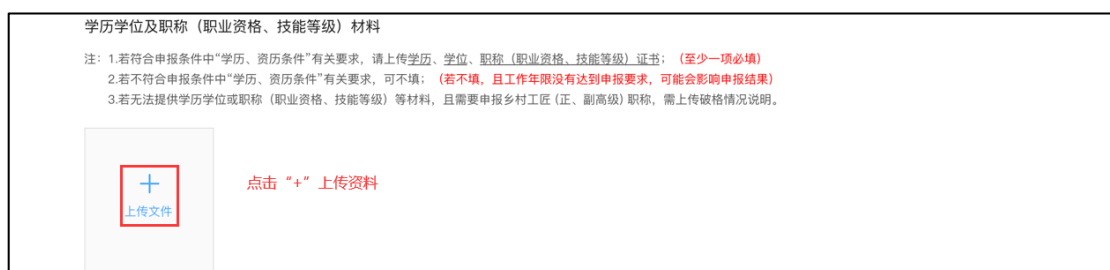 学历学位及职称（职业资格、技能等级）材料
注：1.若符合申报条件中“学历、资历条件”有关要求，请上传学历、学位、职称（职业资格、技能等级）证书；（至少一项必填）
2.若不符合申报条件中“学历、资历条件”有关要求，可不填；（若不填，且工作年限没有达到申报要求，可能会影响申报结果）
3.若无法提供学历学位或职称（职业资格、技能等级）等材料，且需要申报乡村工匠(正、副高级)职称，需上传破格情况说明。
点击“+”上传资料
上传文件